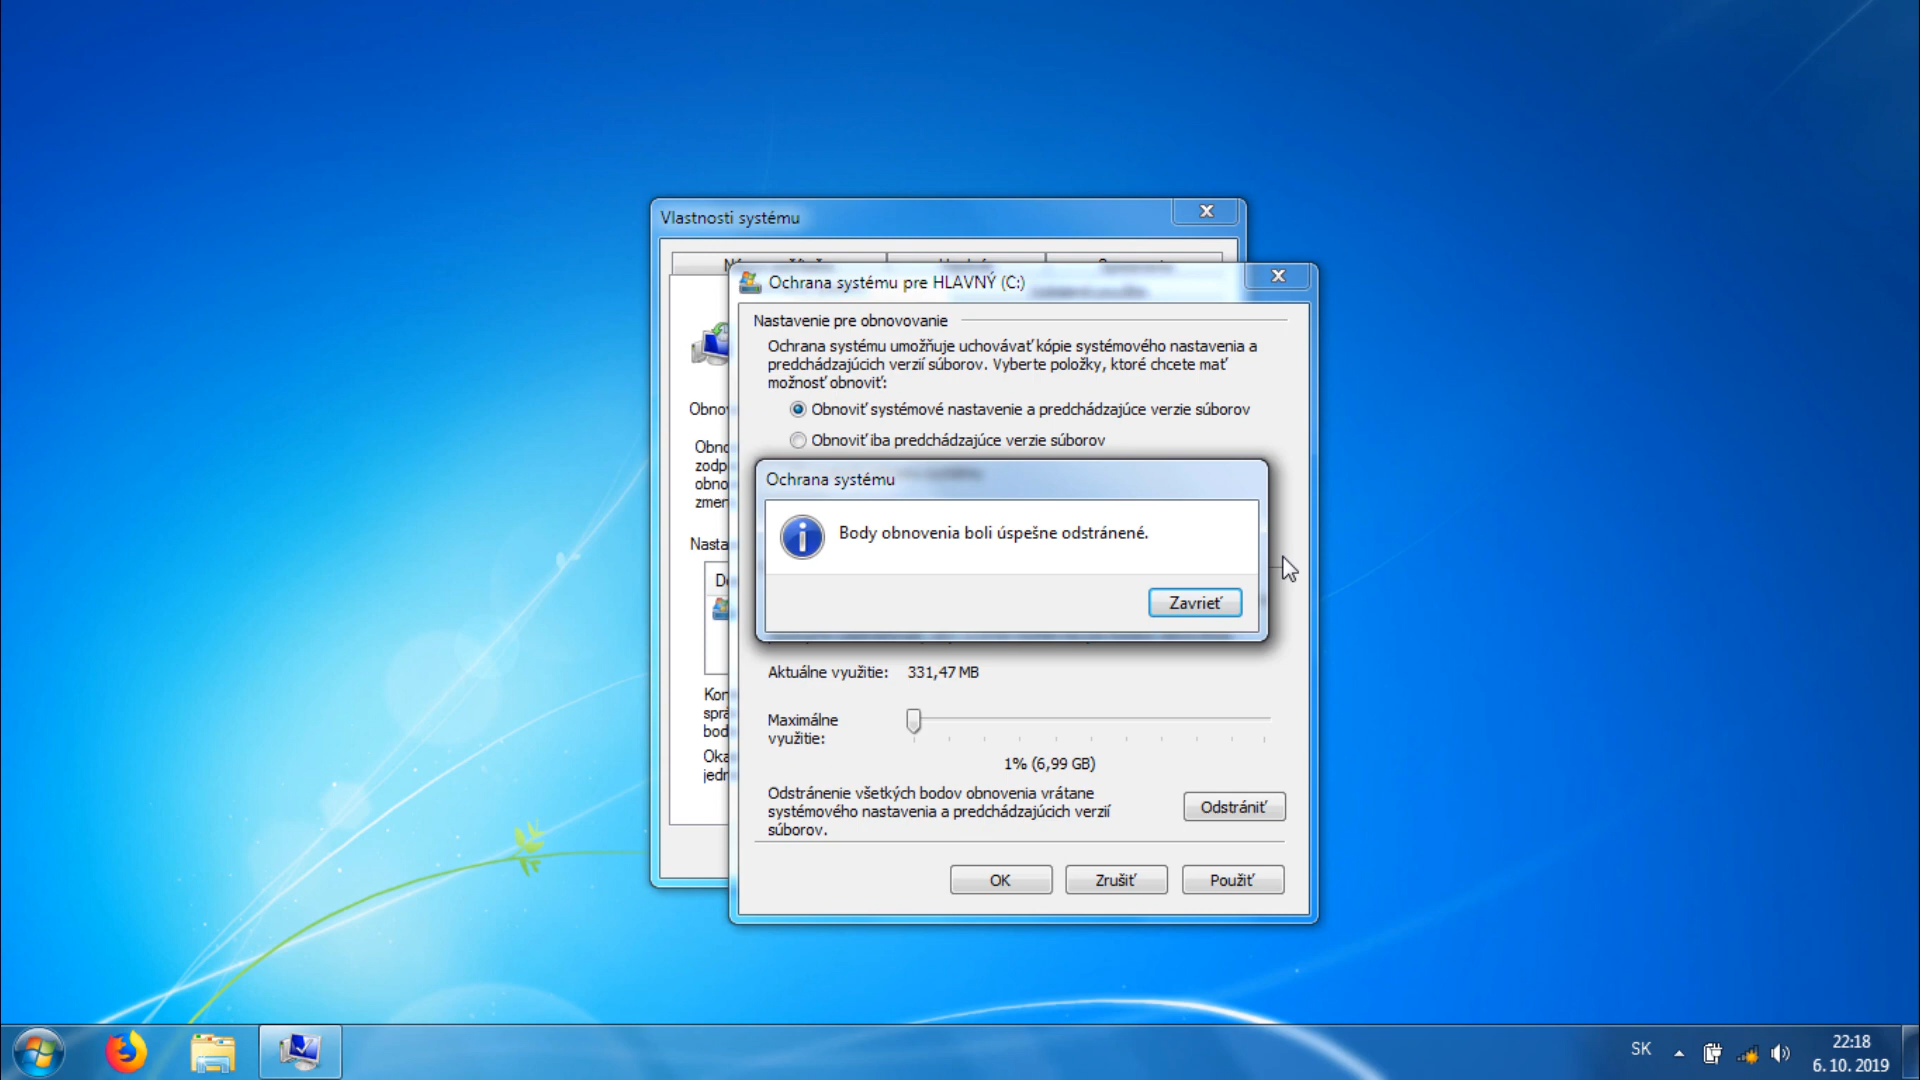 Vlastnosti systému
Ochrana systému pre HLAVNÝ (C:)
Nastavenie pre obnovovanie
Ochrana systému umožňuje uchovávať kópie systémového nastavenia a
predchádzajúcich verzií súborov. Vyberte položky, ktoré chcete mať
možnosť obnoviť:
Obnoviť systémové nastavenie a predchádzajúce verzie súborov
Obnoviť iba predchádzajúce verzie súborov
Ochrana systému
Body obnovenia boli úspešne odstránené.
Zavrieť
Aktuálne využitie: 331,47 MB
Maximálne
využitie:
1% (6,99 GB)
Odstránenie všetkých bodov obnovenia vrátane
systémového nastavenia a predchádzajúcich verzií
súborov.
Odstrániť
OK Zrušiť Použiť
Obno
Obno
zodp
obno
zmen
Nasta
Kon
sprá
bod
Oka
jedn
SK
22:18
6. 10. 2019